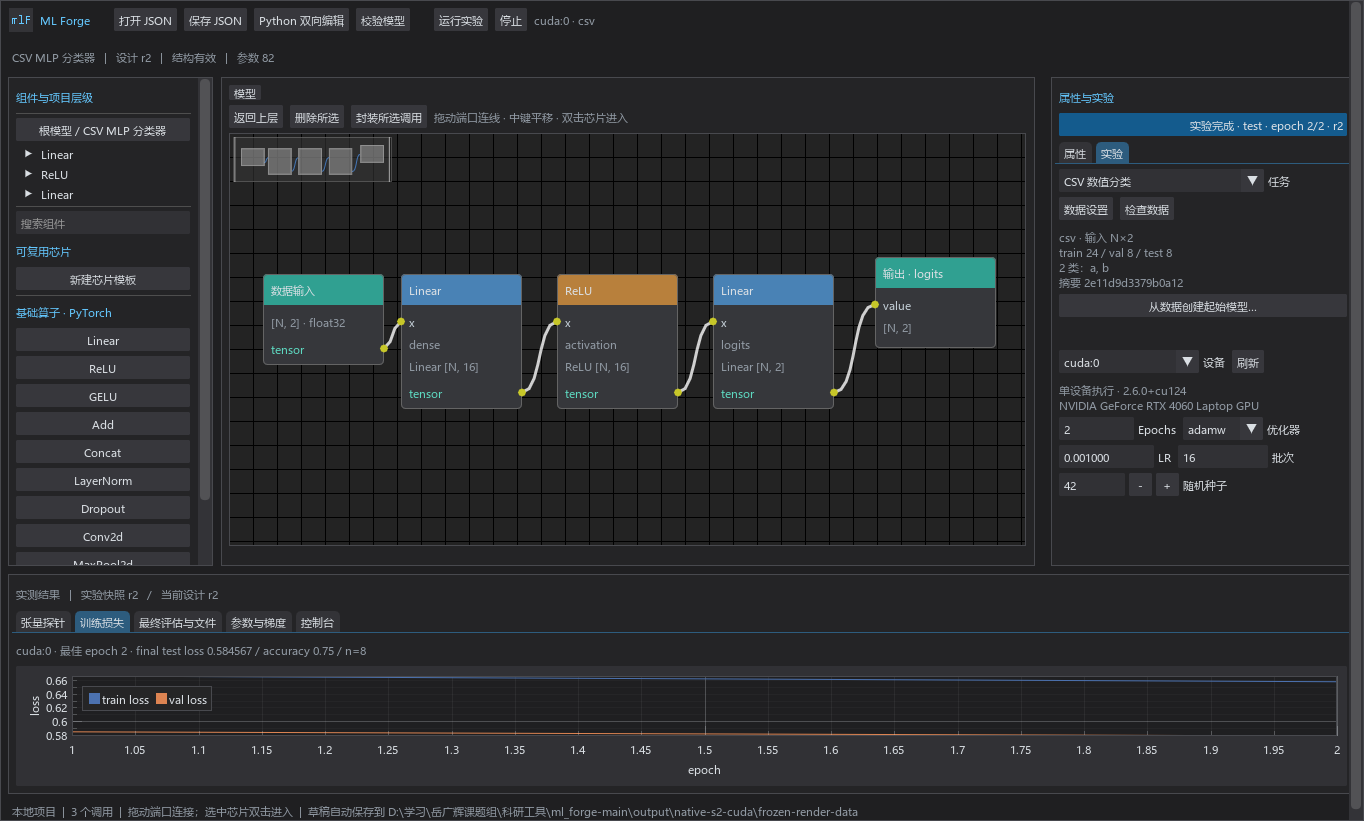 mlF ML Forge 打开 JSON 保存 JSON Python 双向编辑 校验模型 运行实验 停止 cuda:0 · csv
CSV MLP 分类器 | 设计 r2 | 结构有效 | 参数 82
组件与项目层级
根模型 / CSV MLP 分类器
Linear
ReLU
Linear
搜索组件
可复用芯片
新建芯片模板
基础算子 · PyTorch
Linear
ReLU
GELU
Add
Concat
LayerNorm
Dropout
Conv2d
MaxPool2d
模型
返回上层 删除所选 封装所选调用 拖动端口连线 · 中键平移 · 双击芯片进入
数据输入
[N, 2] · float32
tensor
Linear
x
dense
Linear [N, 16]
tensor
ReLU
x
activation
ReLU [N, 16]
tensor
Linear
x
logits
Linear [N, 2]
tensor
输出 · logits
value
[N, 2]
属性与实验
实验完成 · test · epoch 2/2 · r2
属性 实验
CSV 数值分类 任务
数据设置 检查数据
csv · 输入 N×2
train 24 / val 8 / test 8
2 类: a, b
摘要 2e11d9d3379b0a12
从数据创建起始模型...
cuda:0 设备 刷新
单设备执行 · 2.6.0+cu124
NVIDIA GeForce RTX 4060 Laptop GPU
2 Epochs adamw 优化器
0.001000 LR 16 批次
42 - + 随机种子
实测结果 | 实验快照 r2 / 当前设计 r2
张量探针 训练损失 最终评估与文件 参数与梯度 控制台
cuda:0 · 最佳 epoch 2 · final test loss 0.584567 / accuracy 0.75 / n=8
loss
0.66
0.64
0.62
0.6
0.58
train loss val loss
1 1.05 1.1 1.15 1.2 1.25 1.3 1.35 1.4 1.45 1.5 1.55 1.6 1.65 1.7 1.75 1.8 1.85 1.9 1.95 2
epoch
本地项目 | 3 个调用 | 拖动端口连接; 选中芯片双击进入 | 草稿自动保存到 D:\学习\岳广辉课题组\科研工具\ml_forge-main\output\native-s2-cuda\frozen-render-data